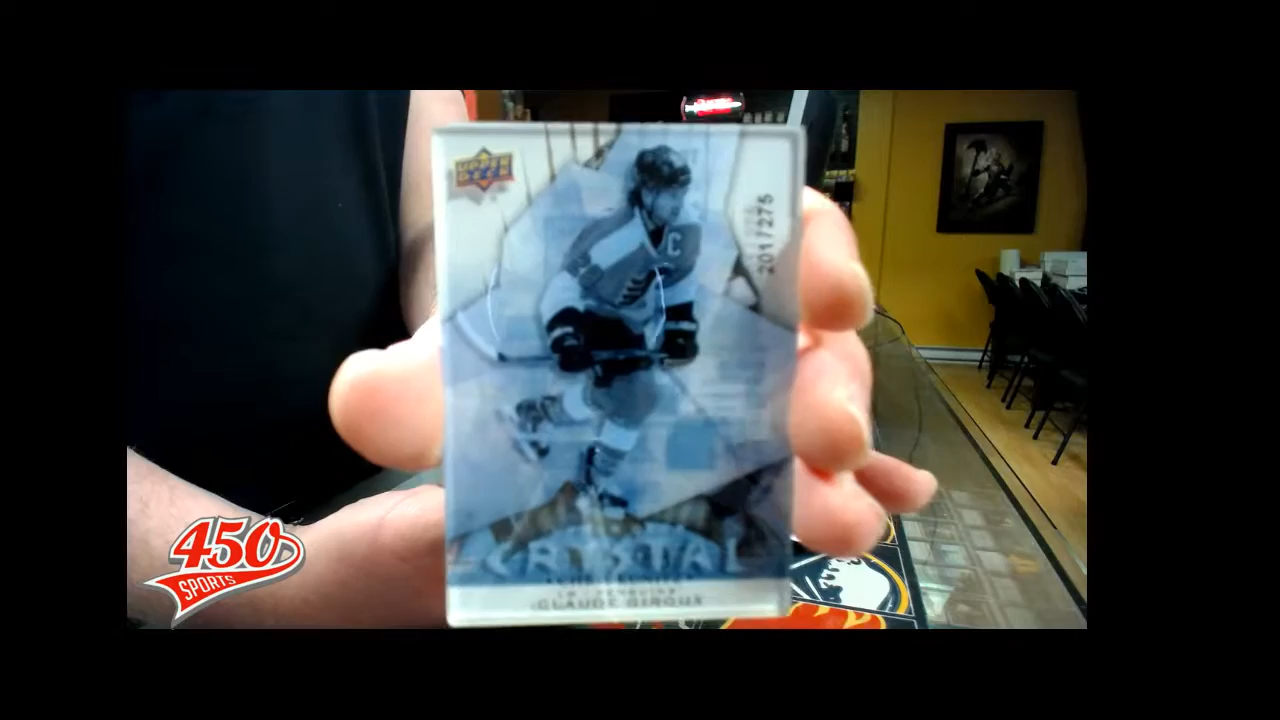 UPPER
DECK
201/275
CRYSTAL
CLAUDE GIROUX
450
SPORTS